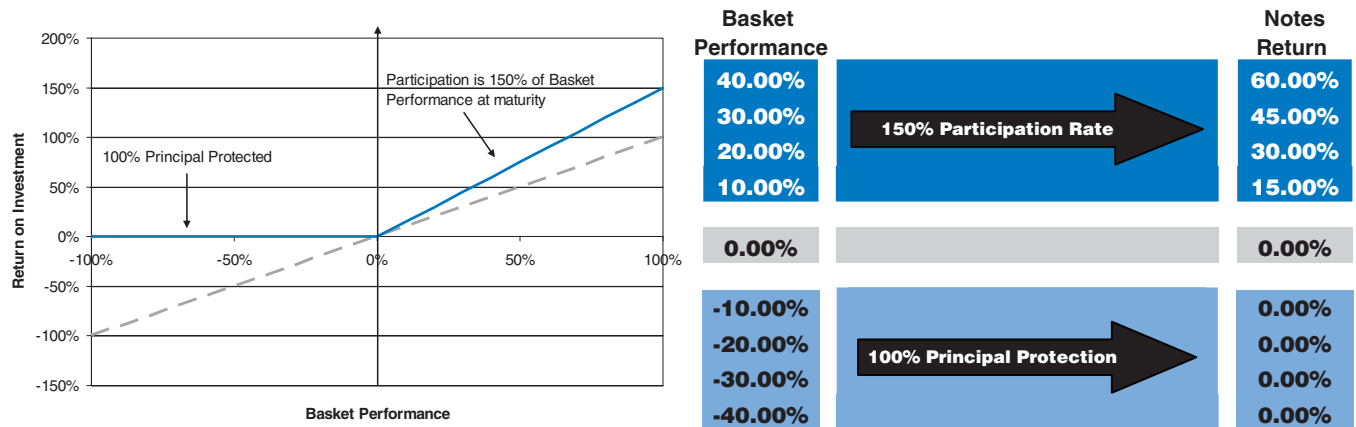 200%
150%
100%
50%
0%
-50%
-100%
-150%
Return on Investment
-100%
-50%
0%
50%
100%
Basket Performance
100% Principal Protected
Participation is 150% of Basket
Performance at maturity
Basket
Performance
Notes
Return
40.00%
60.00%
30.00%
150% Participation Rate
45.00%
20.00%
30.00%
10.00%
15.00%
0.00%
0.00%
-10.00%
0.00%
-20.00%
100% Principal Protection
0.00%
-30.00%
0.00%
-40.00%
0.00%